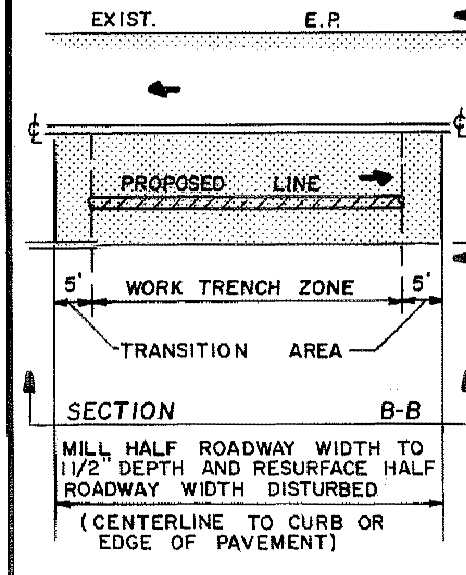 EXIST. E.P.
℄ ℄
PROPOSED LINE
5' WORK TRENCH ZONE 5'
TRANSITION AREA
SECTION B-B
MILL HALF ROADWAY WIDTH TO
1 1/2" DEPTH AND RESURFACE HALF
ROADWAY WIDTH DISTURBED
(CENTERLINE TO CURB OR
EDGE OF PAVEMENT)